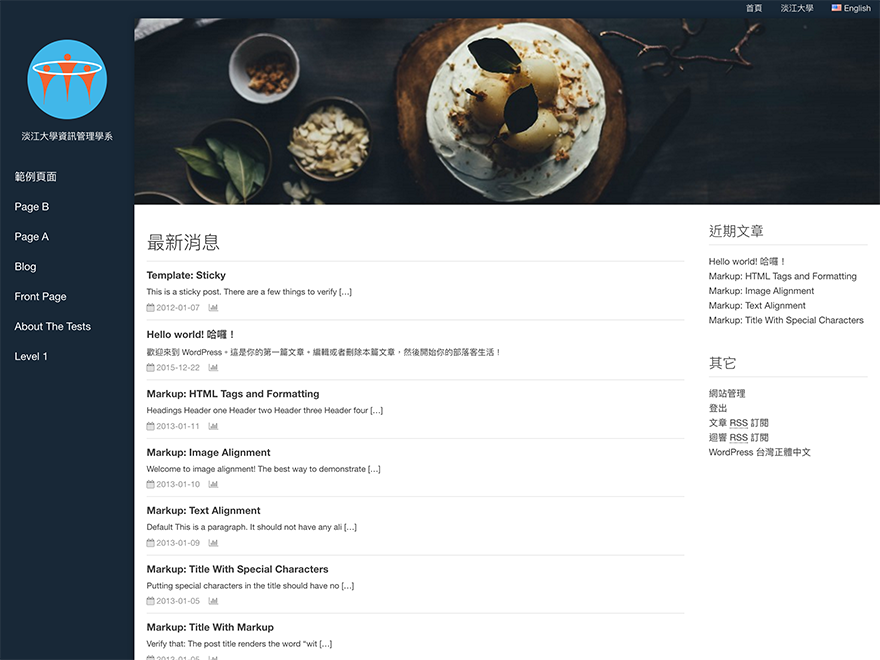 首頁 淡江大學 English
淡江大學資訊管理學系
範例頁面
Page B
Page A
Blog
Front Page
About The Tests
Level 1
最新消息
Template: Sticky
This is a sticky post. There are a few things to verify […]
2012-01-07
Hello world! 哈囉！
歡迎來到 WordPress。這是你的第一篇文章。編輯或者刪除本篇文章，然後開始你的部落客生活！
2015-12-22
Markup: HTML Tags and Formatting
Headings Header one Header two Header three Header four […]
2013-01-11
Markup: Image Alignment
Welcome to image alignment! The best way to demonstrate […]
2013-01-10
Markup: Text Alignment
Default This is a paragraph. It should not have any ali […]
2013-01-09
Markup: Title With Special Characters
Putting special characters in the title should have no […]
2013-01-05
Markup: Title With Markup
Verify that: The post title renders the word “wit […]
2013-01-05
近期文章
Hello world! 哈囉！
Markup: HTML Tags and Formatting
Markup: Image Alignment
Markup: Text Alignment
Markup: Title With Special Characters
其它
網站管理
登出
文章 RSS 訂閱
迴響 RSS 訂閱
WordPress 台灣正體中文